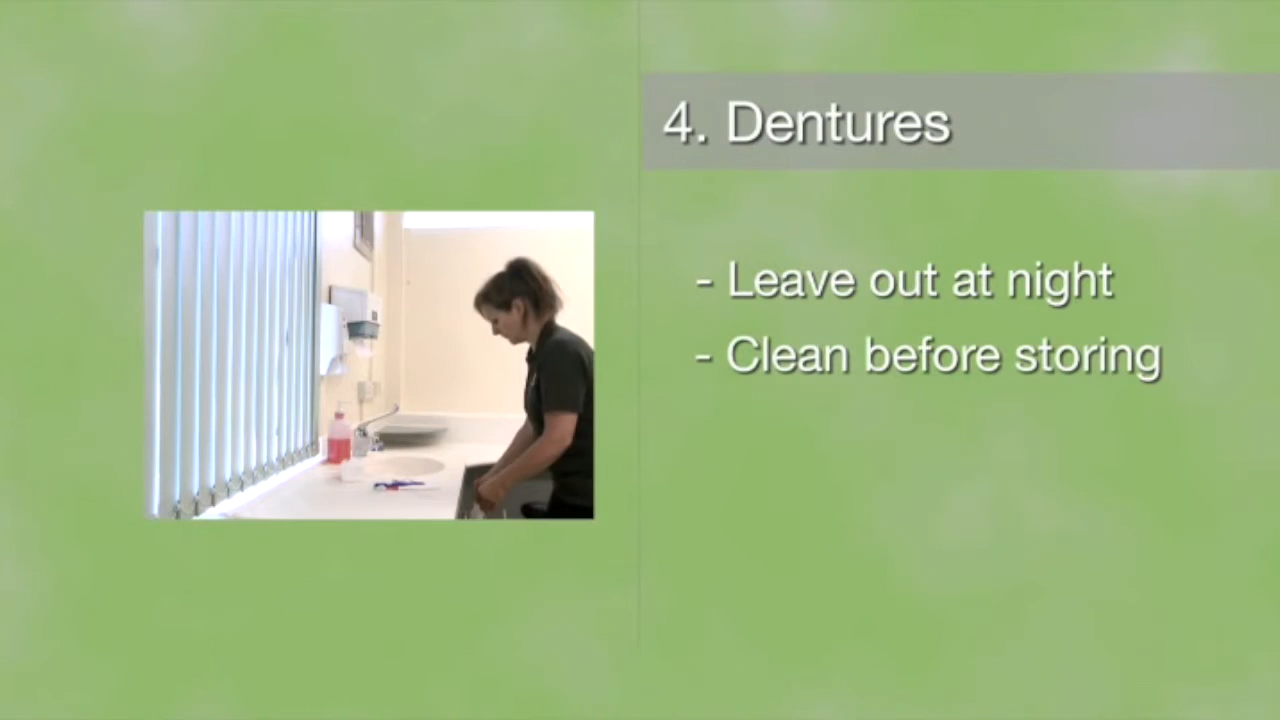 4. Dentures
- Leave out at night
- Clean before storing